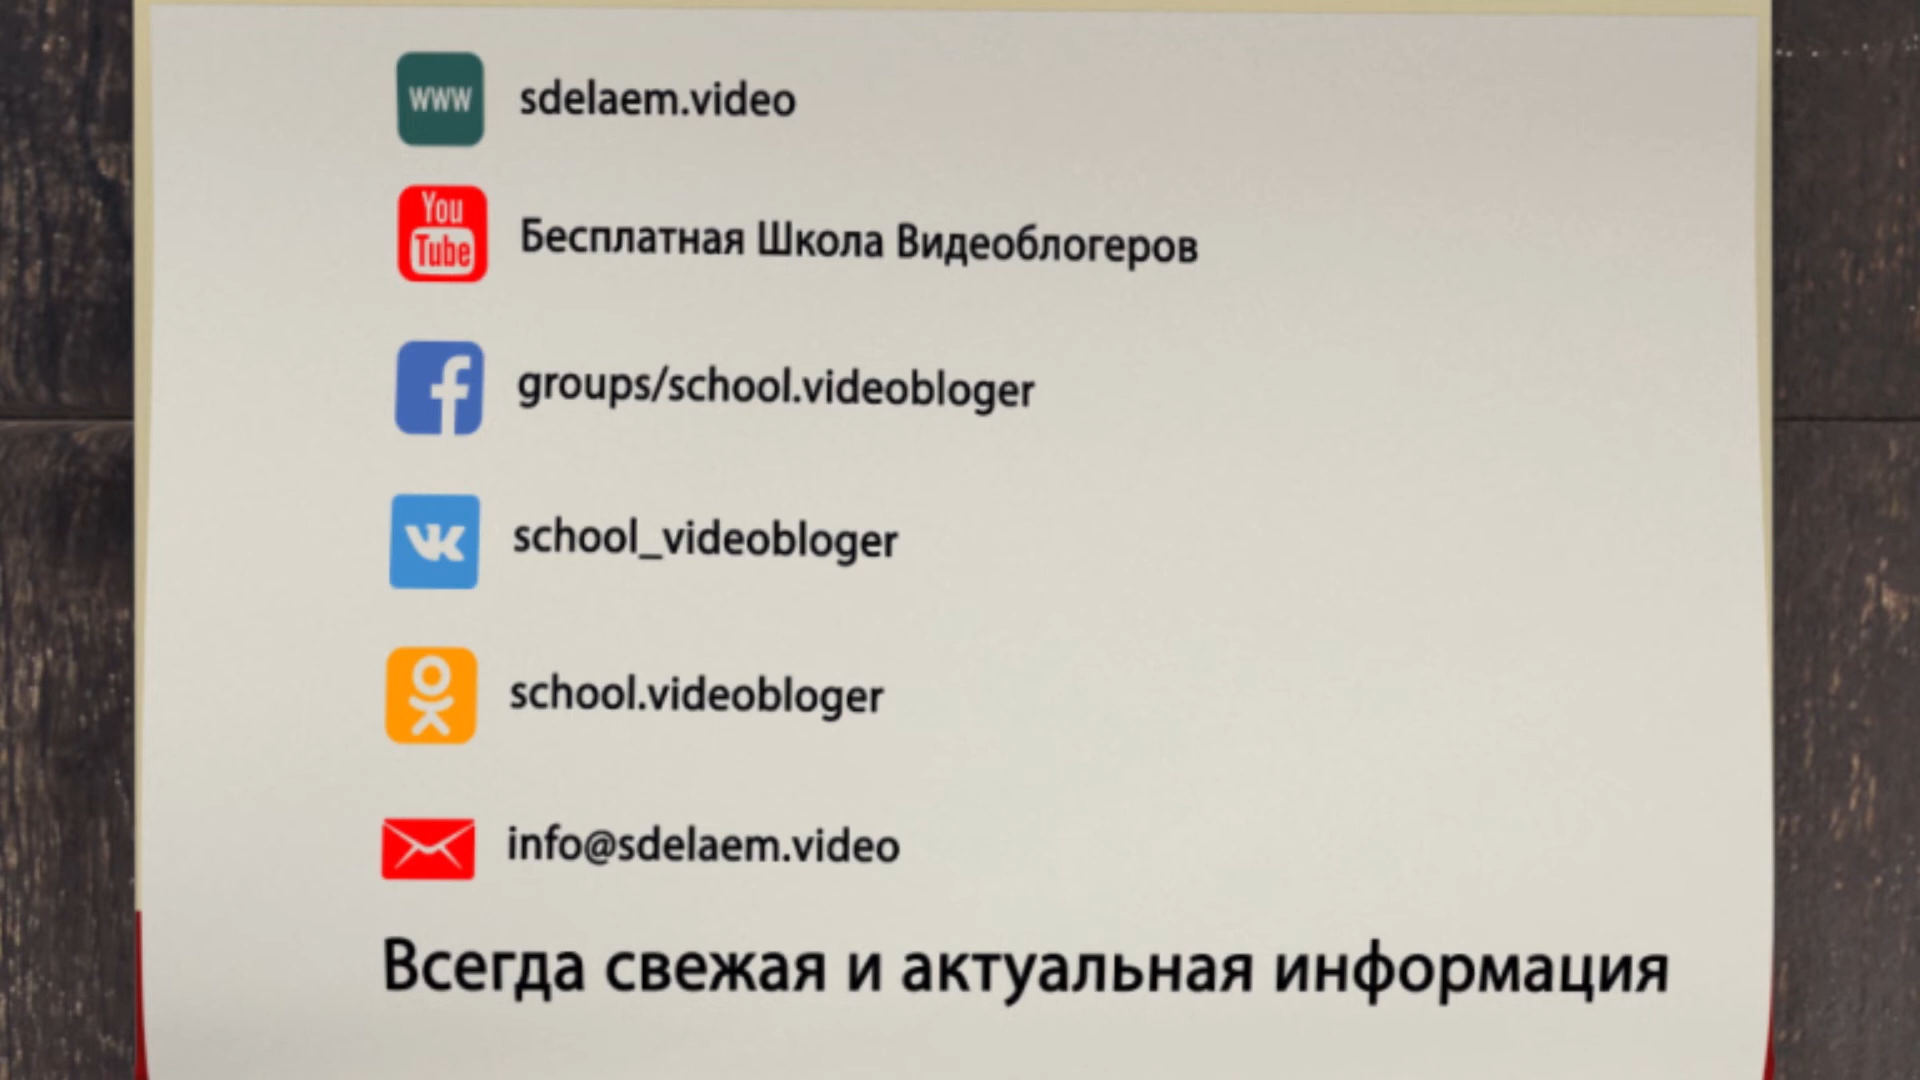 www sdelaem.video
You Tube Бесплатная Школа Видеоблогеров
groups/school.videobloger
school_videobloger
school.videobloger
info@sdelaem.video
Всегда свежая и актуальная информация